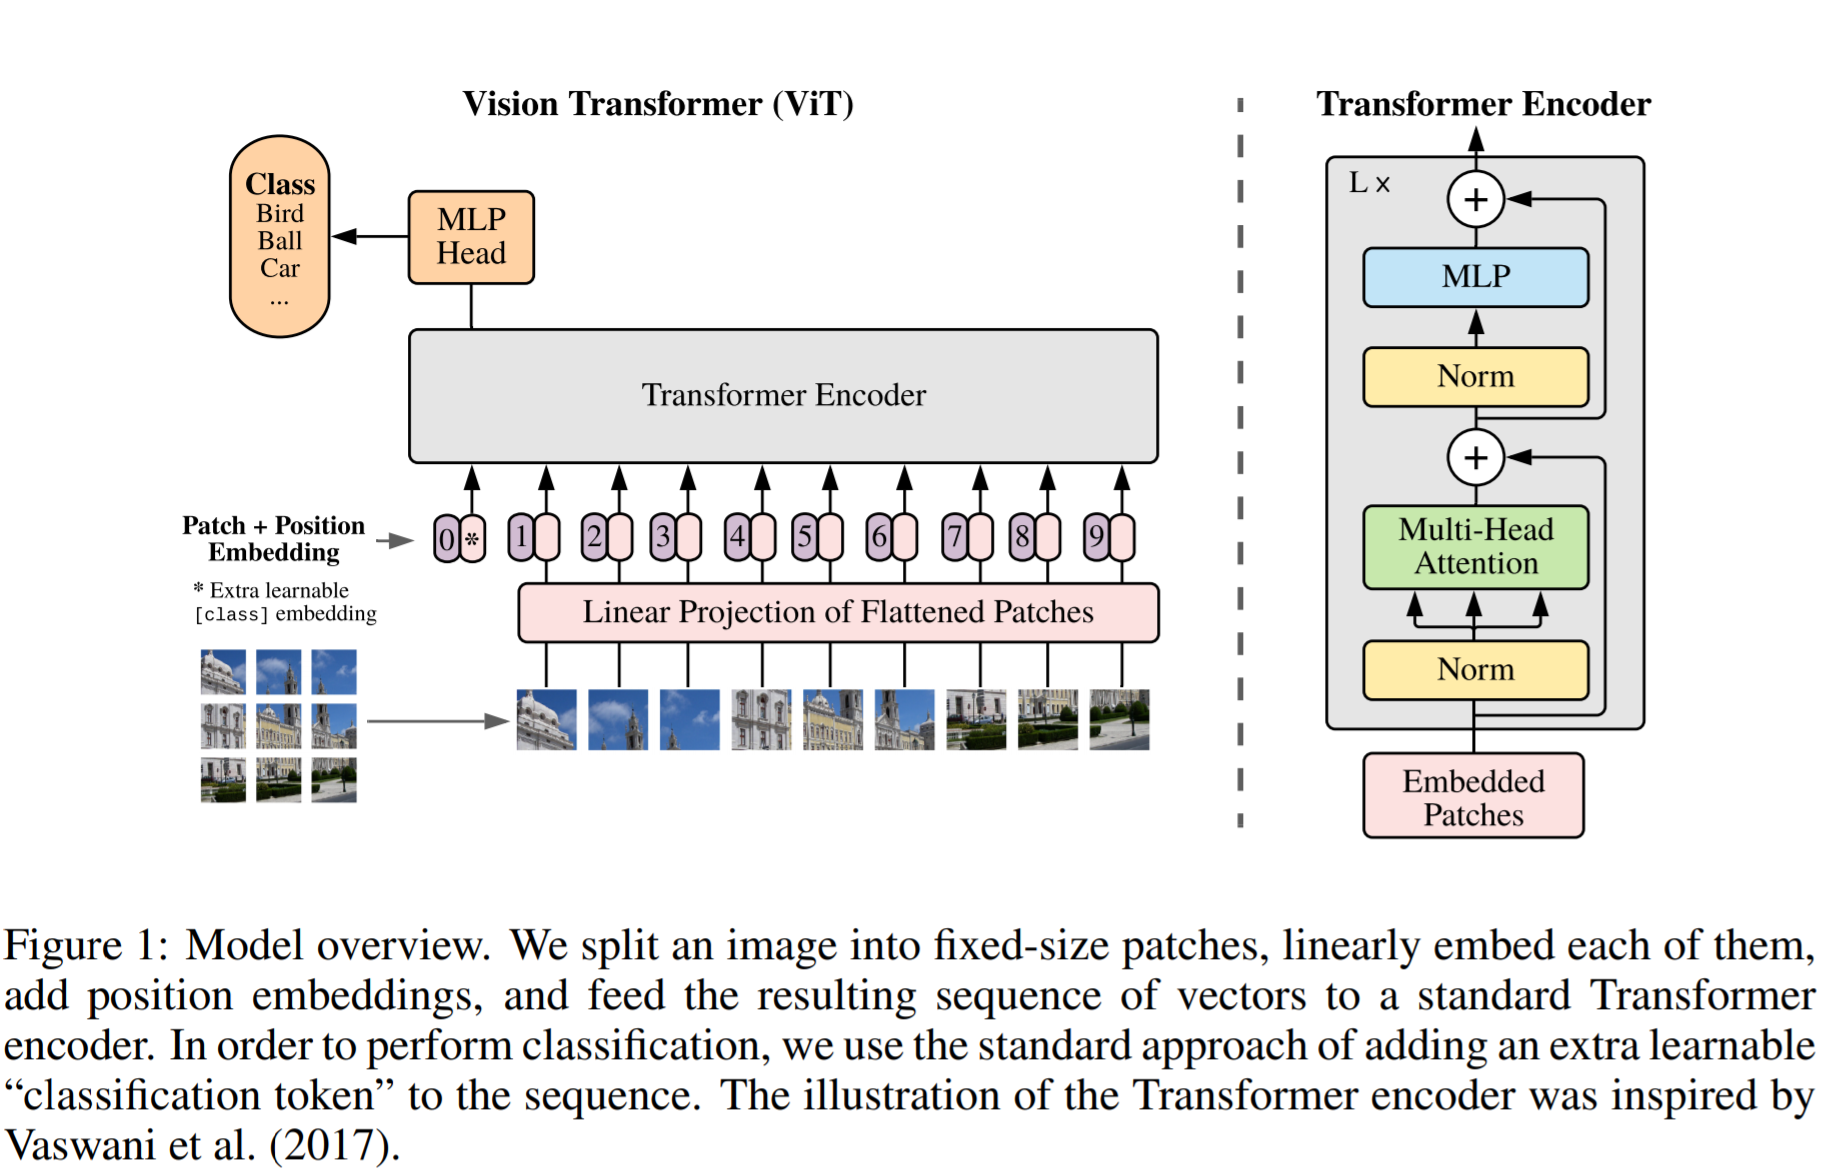 Vision Transformer (ViT)
Class
Bird
Ball
Car
...
MLP
Head
Transformer Encoder
Patch + Position
Embedding
* Extra learnable
[class] embedding
0 * 1 2 3 4 5 6 7 8 9
Linear Projection of Flattened Patches
Transformer Encoder
L x
+
MLP
Norm
+
Multi-Head
Attention
Norm
Embedded
Patches
Figure 1: Model overview. We split an image into fixed-size patches, linearly embed each of them,
add position embeddings, and feed the resulting sequence of vectors to a standard Transformer
encoder. In order to perform classification, we use the standard approach of adding an extra learnable
“classification token” to the sequence. The illustration of the Transformer encoder was inspired by
Vaswani et al. (2017).